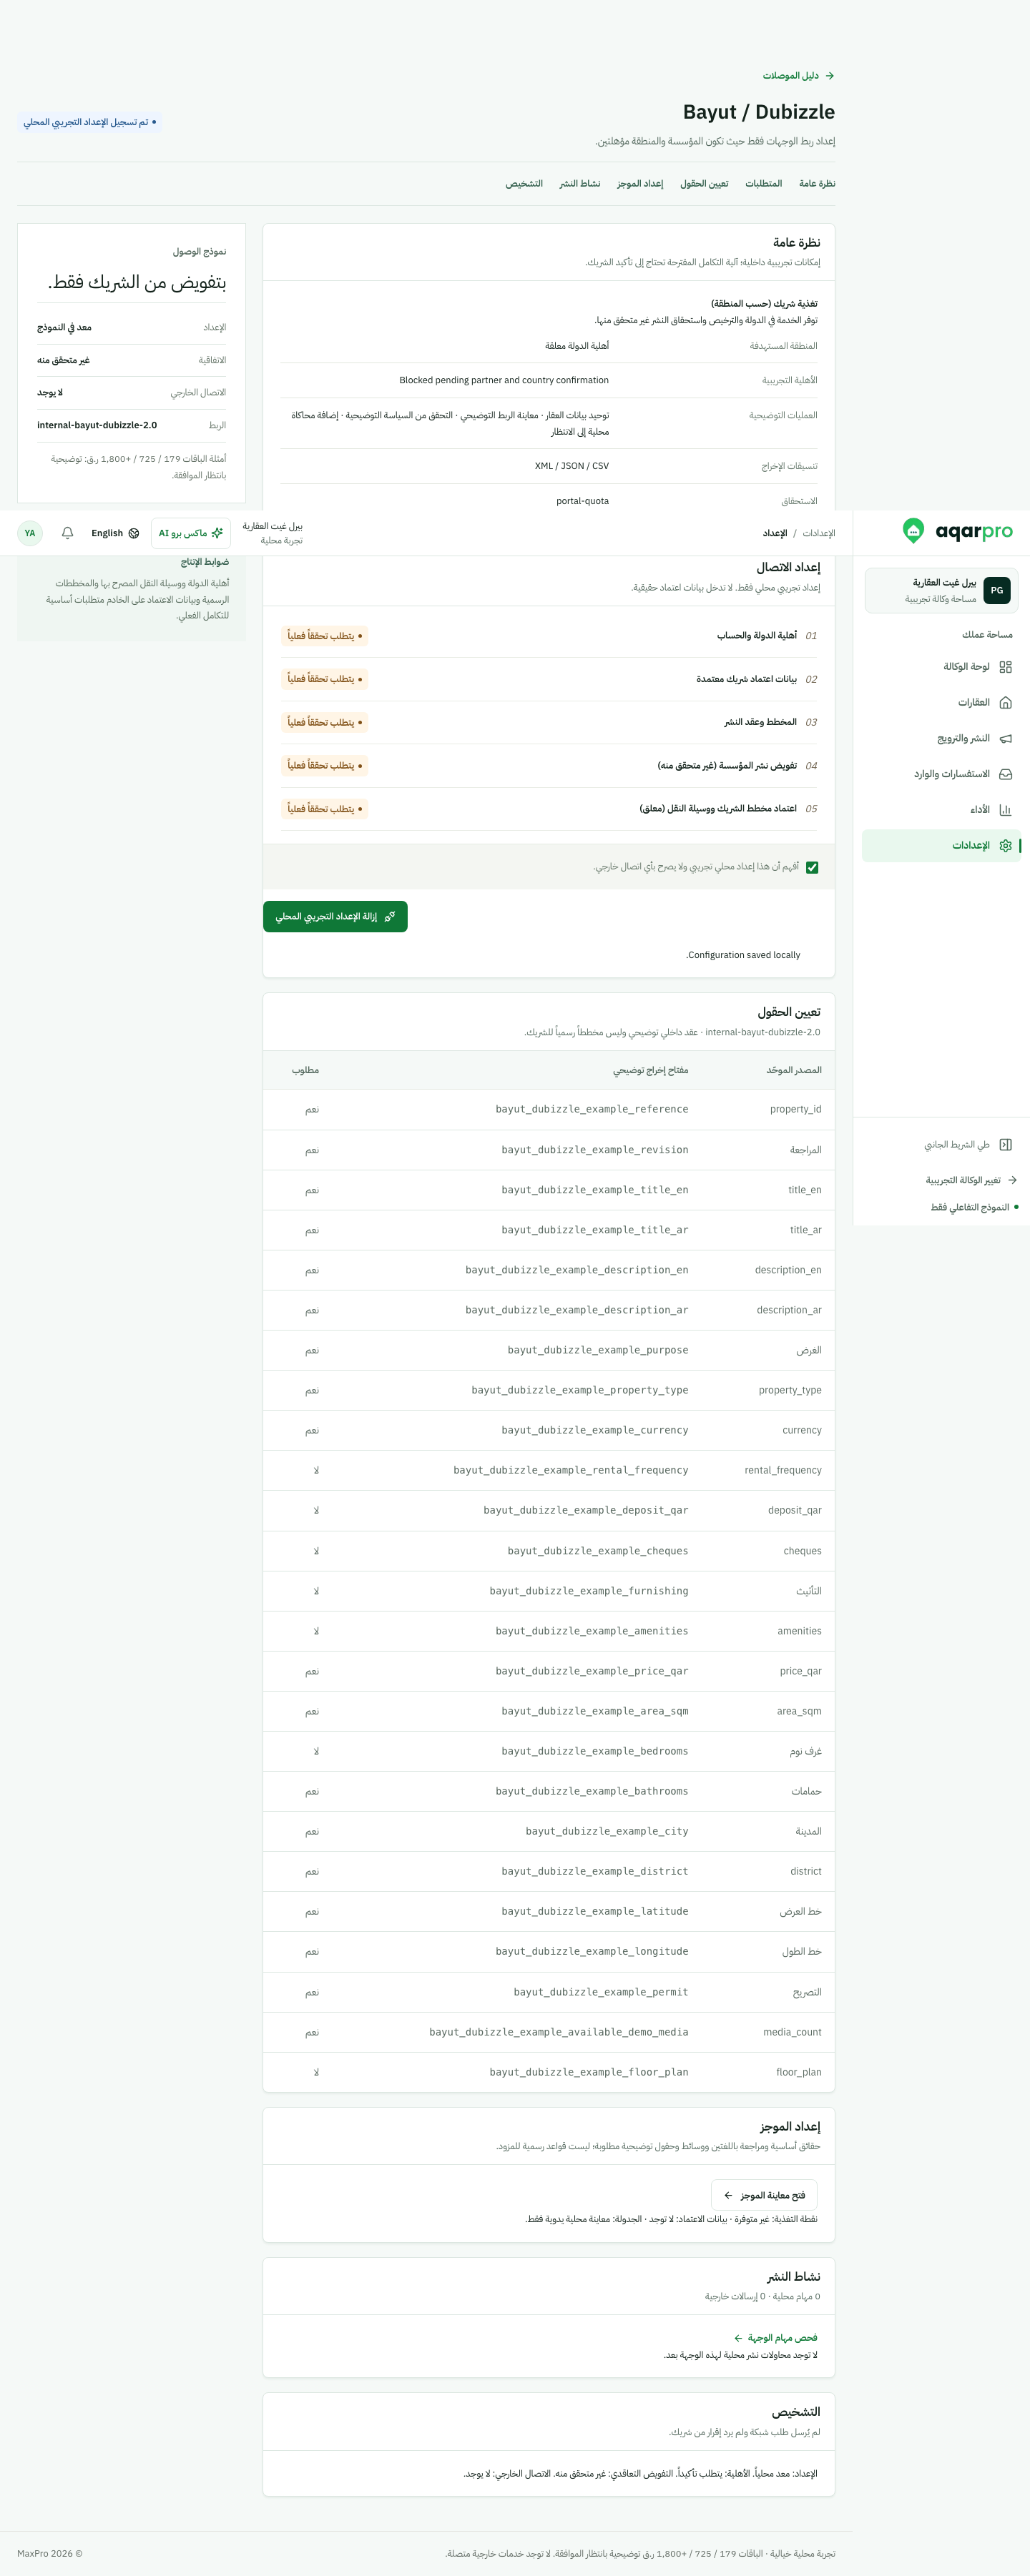 دليل الموصلات
Bayut / Dubizzle
تم تسجيل الإعداد التجريبي المحلي
إعداد ربط الوجهات فقط حيث تكون المؤسسة والمنطقة مؤهلتين.
نظرة عامة
المتطلبات
تعيين الحقول
إعداد الموجز
نشاط النشر
التشخيص
نظرة عامة
إمكانات تجريبية داخلية؛ آلية التكامل المقترحة تحتاج إلى تأكيد الشريك.
تغذية شريك (حسب المنطقة)
توفر الخدمة في الدولة والترخيص واستحقاق النشر غير متحقق منها.
المنطقة المستهدفة
أهلية الدولة معلقة
الأهلية التجريبية
Blocked pending partner and country confirmation
العمليات التوضيحية
توحيد بيانات العقار · معاينة الربط التوضيحي · التحقق من السياسة التوضيحية · إضافة محاكاة
محلية إلى الانتظار
تنسيقات الإخراج
XML / JSON / CSV
الاستحقاق
portal-quota
نموذج الوصول
بتفويض من الشريك فقط.
الإعداد
معد في النموذج
الاتفاقية
غير متحقق منه
الاتصال الخارجي
لا يوجد
الربط
internal-bayut-dubizzle-2.0
أمثلة الباقات 179 / 725 / +1,800 ر.ق: توضيحية
بانتظار الموافقة.
aqarpro
الإعدادات / الإعداد
بيرل غيت العقارية
تجربة محلية
ماكس برو AI
English
YA
PG
بيرل غيت العقارية
مساحة وكالة تجريبية
مساحة عملك
لوحة الوكالة
العقارات
النشر والترويج
الاستفسارات والوارد
الأداء
الإعدادات
طي الشريط الجانبي
تغيير الوكالة التجريبية
النموذج التفاعلي فقط
ضوابط الإنتاج
أهلية الدولة ووسيلة النقل المصرح بها والمخططات
الرسمية وبيانات الاعتماد على الخادم متطلبات أساسية
للتكامل الفعلي.
إعداد الاتصال
إعداد تجريبي محلي فقط. لا تدخل بيانات اعتماد حقيقية.
01 أهلية الدولة والحساب
يتطلب تحققاً فعلياً
02 بيانات اعتماد شريك معتمدة
يتطلب تحققاً فعلياً
03 المخطط وعقد النشر
يتطلب تحققاً فعلياً
04 تفويض نشر المؤسسة (غير متحقق منه)
يتطلب تحققاً فعلياً
05 اعتماد مخطط الشريك ووسيلة النقل (معلق)
يتطلب تحققاً فعلياً
أفهم أن هذا إعداد محلي تجريبي ولا يصرح بأي اتصال خارجي.
إزالة الإعداد التجريبي المحلي
Configuration saved locally.
تعيين الحقول
internal-bayut-dubizzle-2.0 · عقد داخلي توضيحي وليس مخططاً رسمياً للشريك.
المصدر الموحّد
مفتاح إخراج توضيحي
مطلوب
property_id bayut_dubizzle_example_reference نعم
المراجعة bayut_dubizzle_example_revision نعم
title_en bayut_dubizzle_example_title_en نعم
title_ar bayut_dubizzle_example_title_ar نعم
description_en bayut_dubizzle_example_description_en نعم
description_ar bayut_dubizzle_example_description_ar نعم
الغرض bayut_dubizzle_example_purpose نعم
property_type bayut_dubizzle_example_property_type نعم
currency bayut_dubizzle_example_currency نعم
rental_frequency bayut_dubizzle_example_rental_frequency لا
deposit_qar bayut_dubizzle_example_deposit_qar لا
cheques bayut_dubizzle_example_cheques لا
التأثيث bayut_dubizzle_example_furnishing لا
amenities bayut_dubizzle_example_amenities لا
price_qar bayut_dubizzle_example_price_qar نعم
area_sqm bayut_dubizzle_example_area_sqm نعم
غرف نوم bayut_dubizzle_example_bedrooms لا
حمامات bayut_dubizzle_example_bathrooms نعم
المدينة bayut_dubizzle_example_city نعم
district bayut_dubizzle_example_district نعم
خط العرض bayut_dubizzle_example_latitude نعم
خط الطول bayut_dubizzle_example_longitude نعم
التصريح bayut_dubizzle_example_permit نعم
media_count bayut_dubizzle_example_available_demo_media نعم
floor_plan bayut_dubizzle_example_floor_plan لا
إعداد الموجز
حقائق أساسية ومراجعة باللغتين ووسائط وحقول توضيحية مطلوبة؛ ليست قواعد رسمية للمزود.
فتح معاينة الموجز
نقطة التغذية: غير متوفرة · بيانات الاعتماد: لا توجد · الجدولة: معاينة محلية يدوية فقط.
نشاط النشر
0 مهام محلية · 0 إرسالات خارجية
فحص مهام الوجهة
لا توجد محاولات نشر محلية لهذه الوجهة بعد.
التشخيص
لم يُرسل طلب شبكة ولم يرد إقرار من شريك.
الإعداد: معد محلياً. الأهلية: يتطلب تأكيداً. التفويض التعاقدي: غير متحقق منه. الاتصال الخارجي: لا يوجد.
تجربة محلية خيالية · الباقات 179 / 725 / +1,800 ر.ق توضيحية بانتظار الموافقة. لا توجد خدمات خارجية متصلة.
© 2026 MaxPro